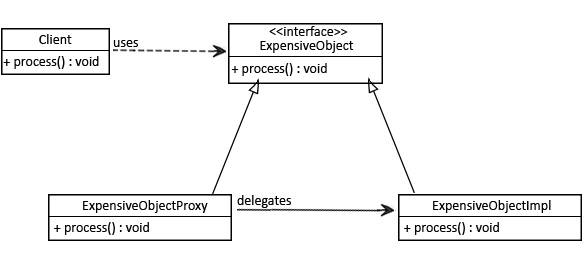 Client
+ process() : void
uses
<<interface>>
ExpensiveObject
+ process() : void
ExpensiveObjectProxy
+ process() : void
delegates
ExpensiveObjectImpl
+ process() : void